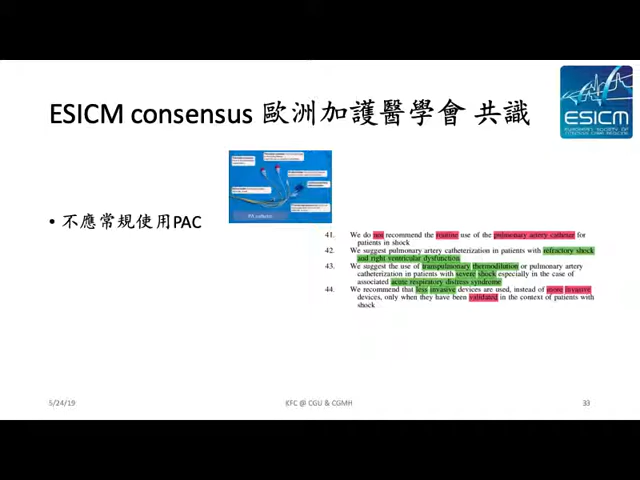 ESICM consensus 歐洲加護醫學會 共識
ESICM
EUROPEAN SOCIETY OF
INTENSIVE CARE MEDICINE
PA catheter
• 不應常規使用PAC
41. We do not recommend the routine use of the pulmonary artery catheter for
patients in shock
42. We suggest pulmonary artery catheterization in patients with refractory shock
and right ventricular dysfunction
43. We suggest the use of transpulmonary thermodilution or pulmonary artery
catheterization in patients with severe shock especially in the case of
associated acute respiratory distress syndrome
44. We recommend that less invasive devices are used, instead of more invasive
devices, only when they have been validated in the context of patients with
shock
5/24/19
KFC @ CGU & CGMH
33